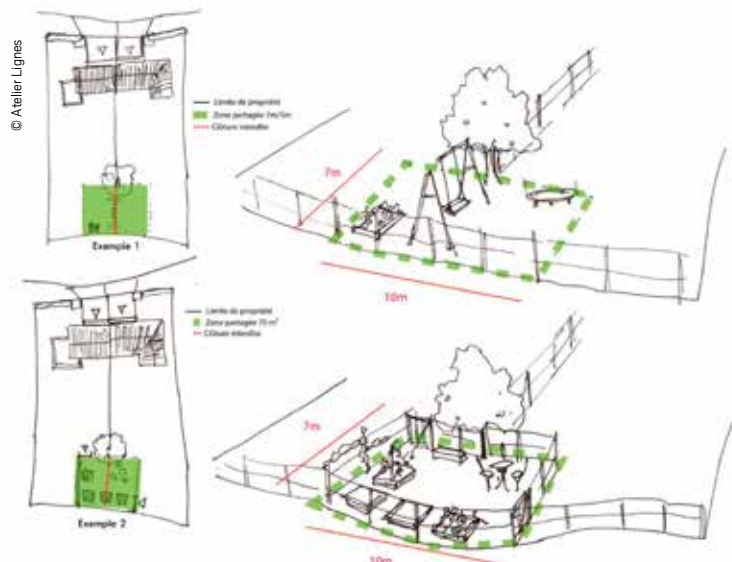 © Atelier Lignes
Limite de propriété
Zone partagée 7m/10m
Clôture interdite
7m
10m
Exemple 1
Limite de propriété
Zone partagée 70 m²
Clôture interdite
7m
10m
Exemple 2